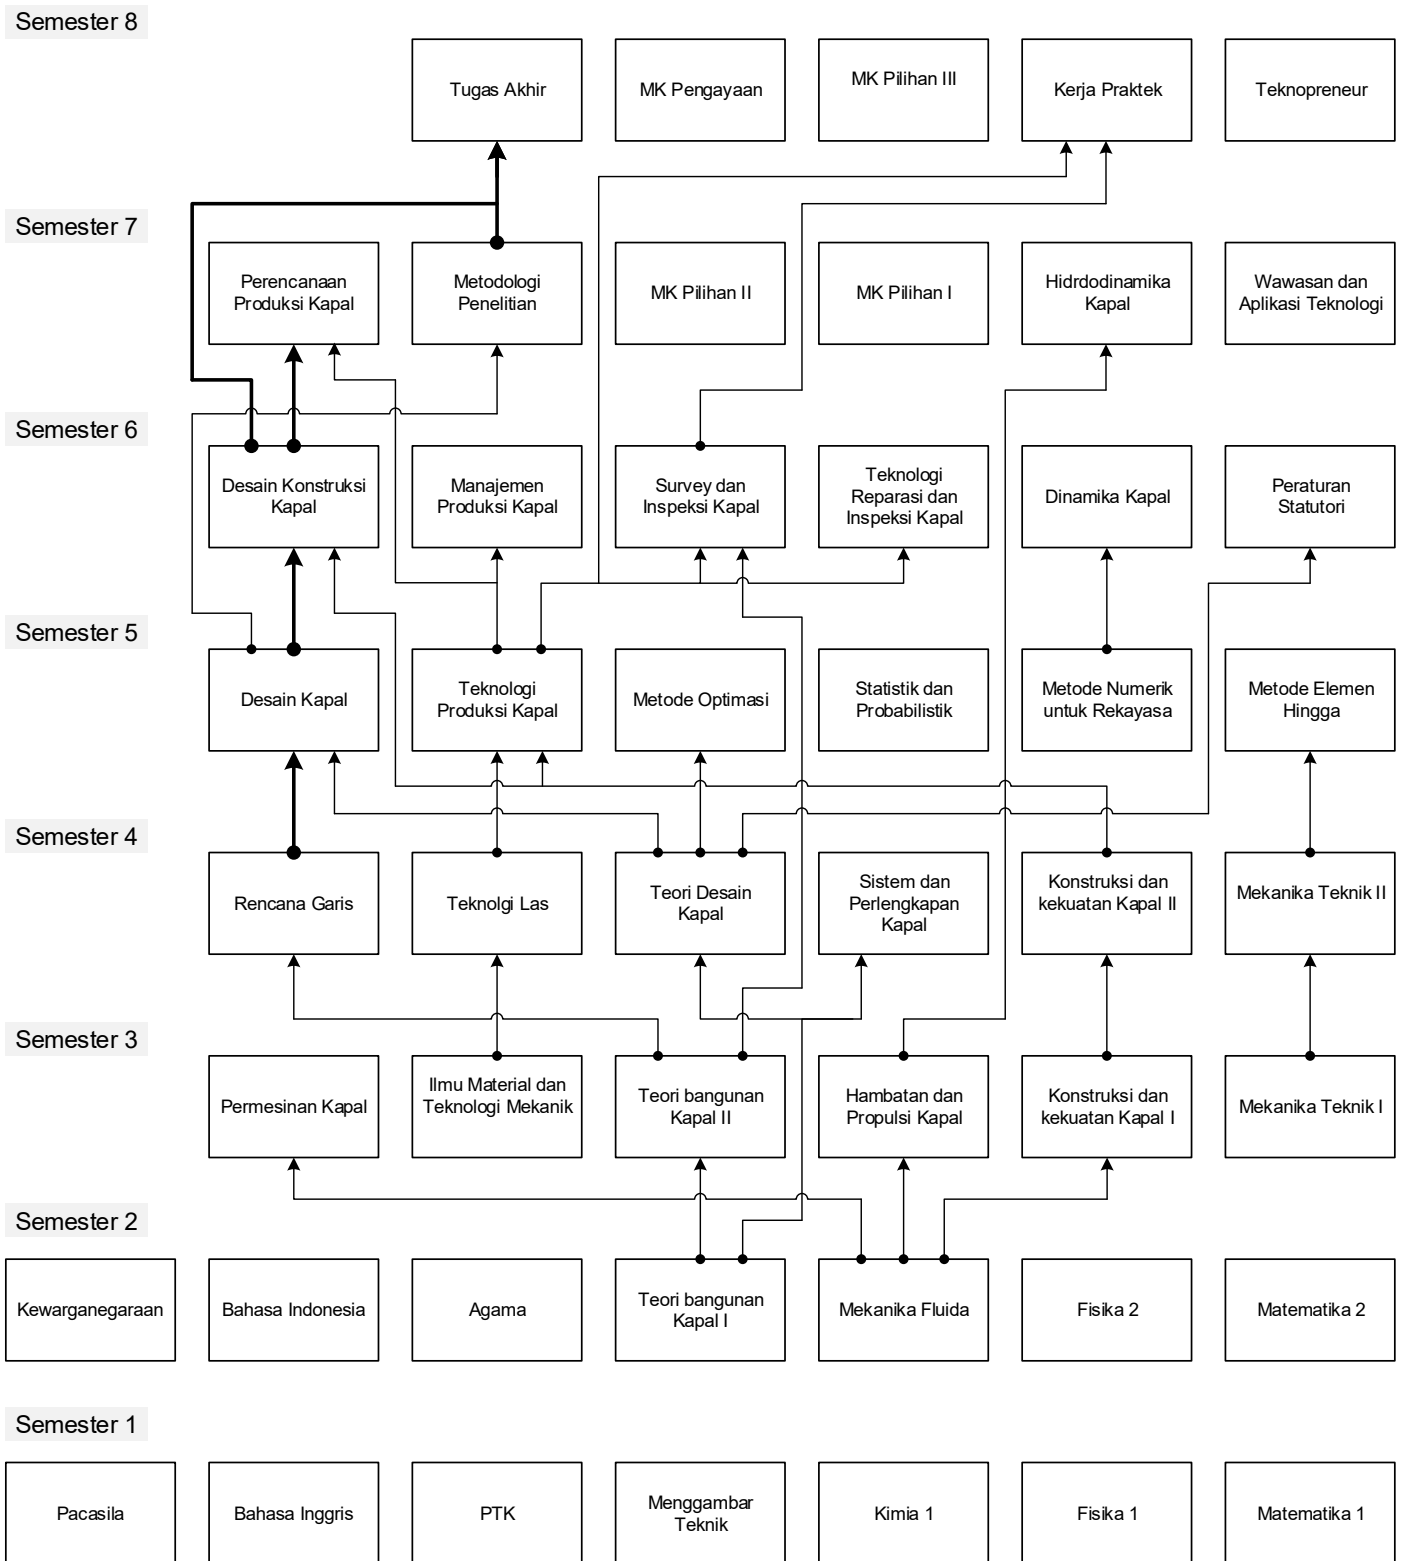 Semester 8
Tugas Akhir
MK Pengayaan
MK Pilihan III
Kerja Praktek
Teknopreneur
Semester 7
Perencanaan
Produksi Kapal
Metodologi
Penelitian
MK Pilihan II
MK Pilihan I
Hidrdodinamika
Kapal
Wawasan dan
Aplikasi Teknologi
Semester 6
Desain Konstruksi
Kapal
Manajemen
Produksi Kapal
Survey dan
Inspeksi Kapal
Teknologi
Reparasi dan
Inspeksi Kapal
Dinamika Kapal
Peraturan
Statutori
Semester 5
Desain Kapal
Teknologi
Produksi Kapal
Metode Optimasi
Statistik dan
Probabilistik
Metode Numerik
untuk Rekayasa
Metode Elemen
Hingga
Semester 4
Rencana Garis
Teknolgi Las
Teori Desain
Kapal
Sistem dan
Perlengkapan
Kapal
Konstruksi dan
kekuatan Kapal II
Mekanika Teknik II
Semester 3
Permesinan Kapal
Ilmu Material dan
Teknologi Mekanik
Teori bangunan
Kapal II
Hambatan dan
Propulsi Kapal
Konstruksi dan
kekuatan Kapal I
Mekanika Teknik I
Semester 2
Kewarganegaraan
Bahasa Indonesia
Agama
Teori bangunan
Kapal I
Mekanika Fluida
Fisika 2
Matematika 2
Semester 1
Pacasila
Bahasa Inggris
PTK
Menggambar
Teknik
Kimia 1
Fisika 1
Matematika 1